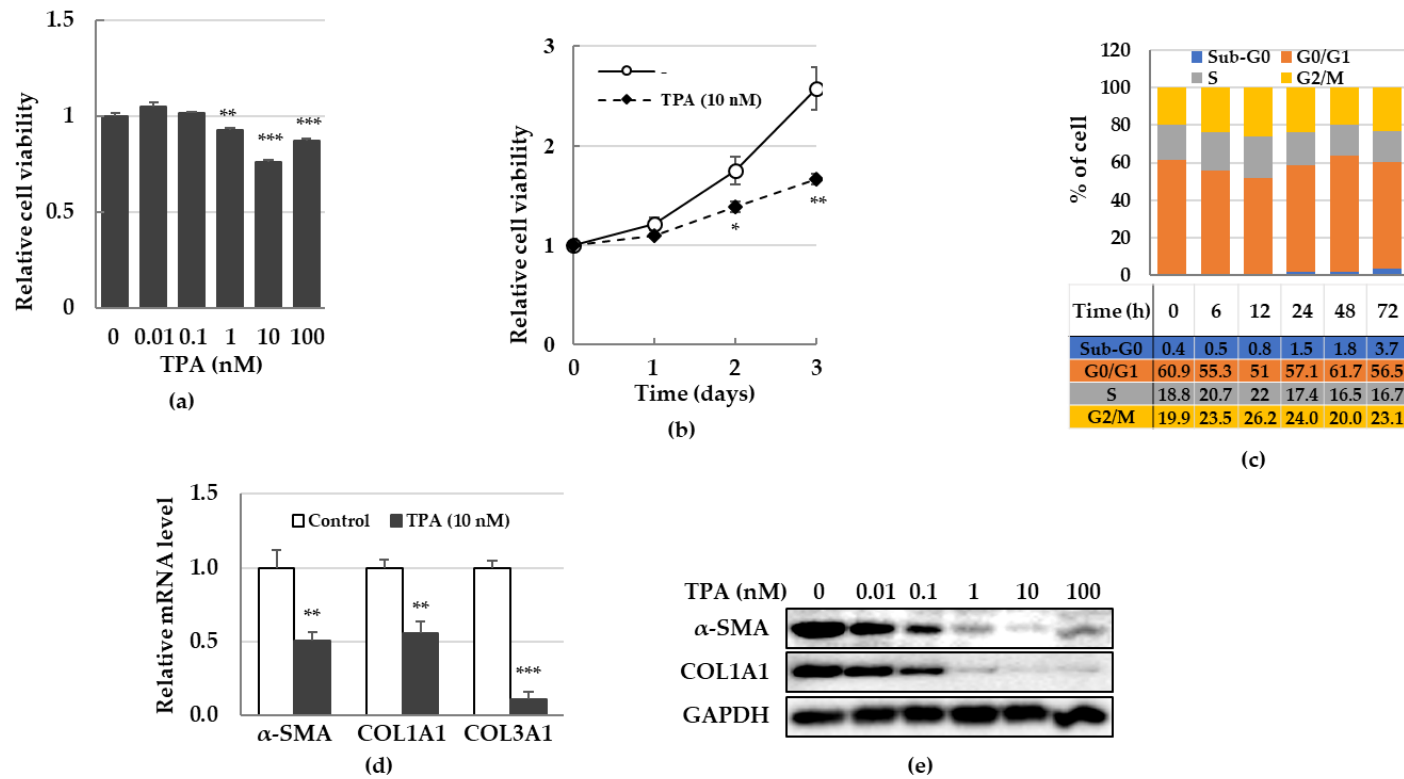 1.5
1
0.5
0
Relative cell viability
**
***
***
0 0.01 0.1 1 10 100
TPA (nM)
(a)
3
2
1
0
Relative cell viability
-
TPA (10 nM)
*
**
0 1 2 3
Time (days)
(b)
120
100
80
60
40
20
0
% of cell
Sub-G0 G0/G1
S G2/M
Time (h) 0 6 12 24 48 72
Sub-G0 0.4 0.5 0.8 1.5 1.8 3.7
G0/G1 60.9 55.3 51 57.1 61.7 56.5
S 18.8 20.7 22 17.4 16.5 16.7
G2/M 19.9 23.5 26.2 24.0 20.0 23.1
(c)
1.5
1.0
0.5
0.0
Relative mRNA level
Control TPA (10 nM)
**
**
***
α-SMA COL1A1 COL3A1
(d)
TPA (nM) 0 0.01 0.1 1 10 100
α-SMA
COL1A1
GAPDH
(e)